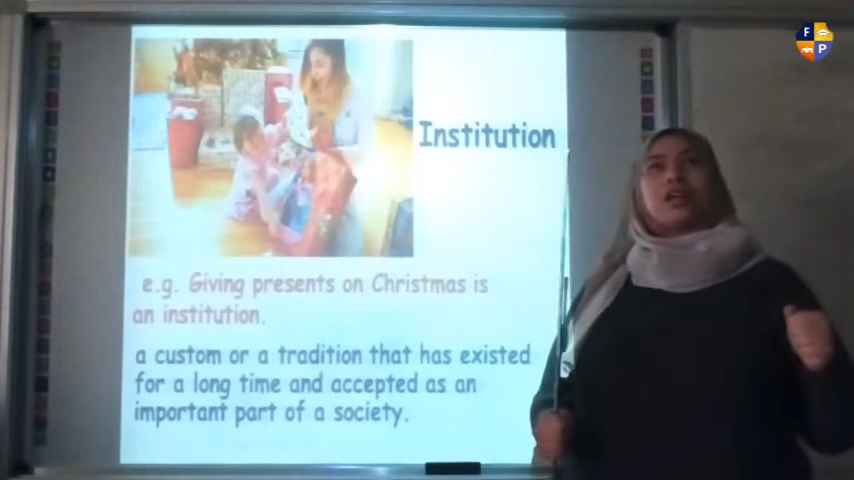 F
P
Institution
e.g. Giving presents on Christmas is
an institution.
a custom or a tradition that has existed
for a long time and accepted as an
important part of a society.